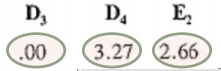 D₃ D₄ E₂
.00 3.27 2.66